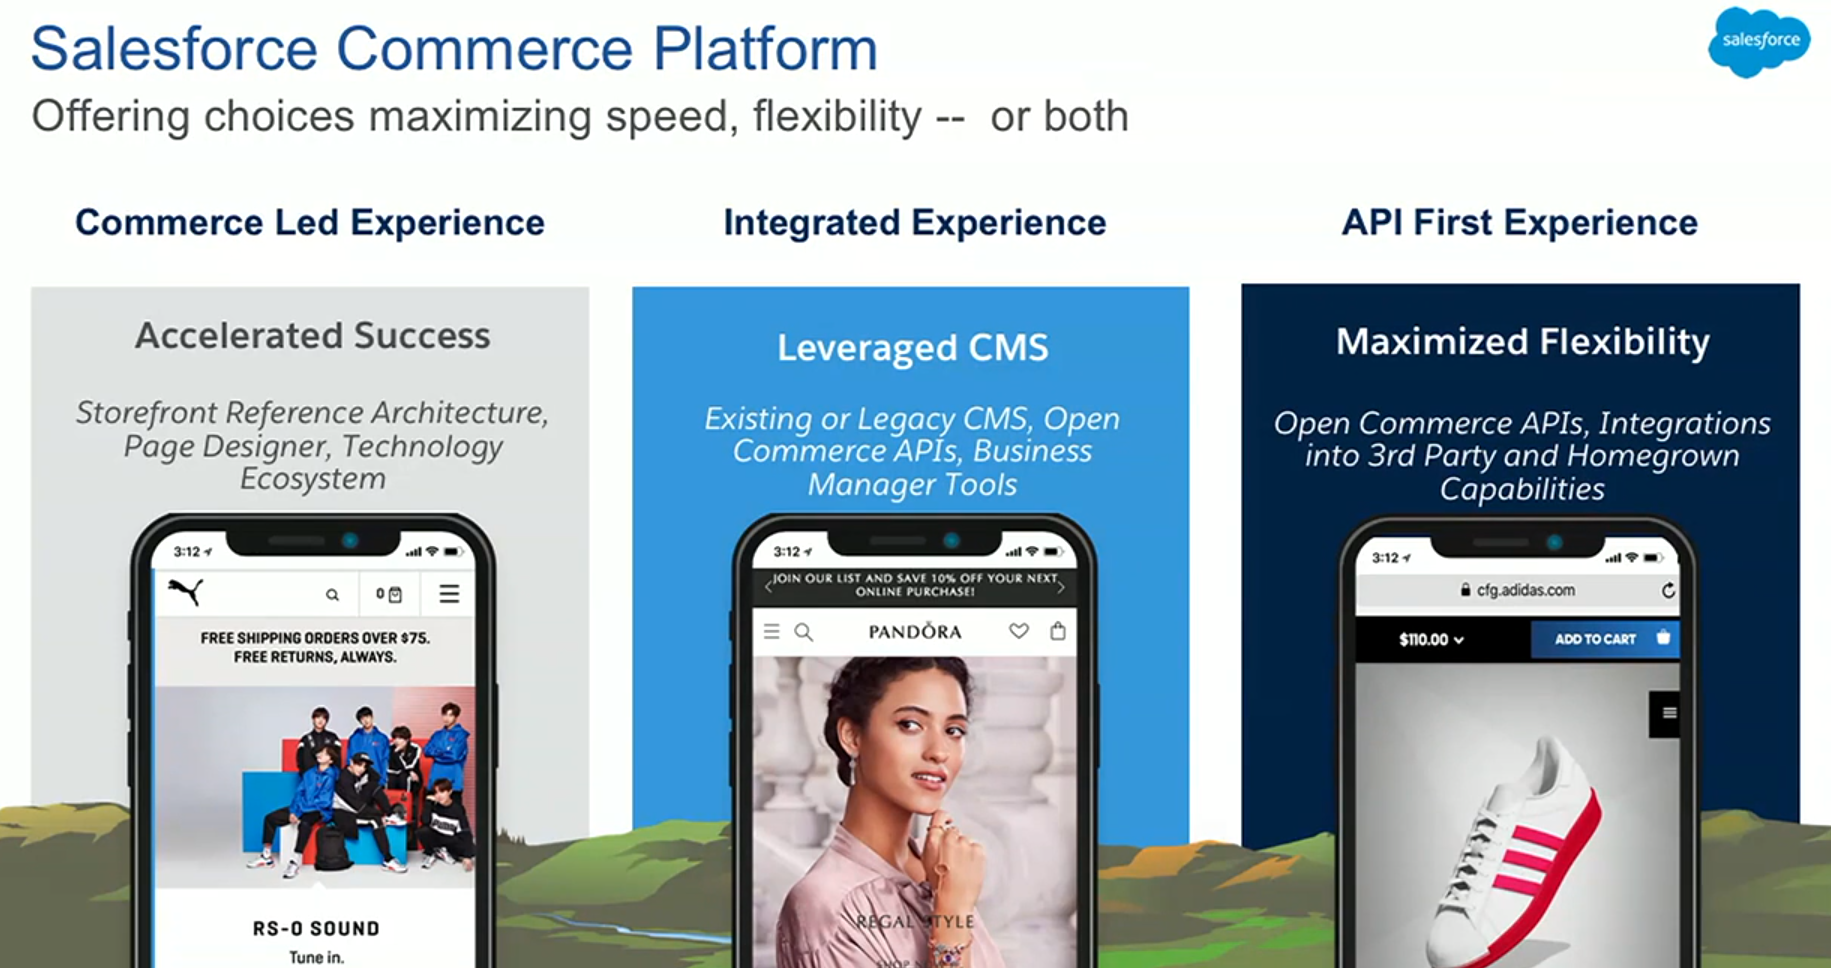 Salesforce Commerce Platform
salesforce
Offering choices maximizing speed, flexibility -- or both
Commerce Led Experience
Accelerated Success
Storefront Reference Architecture,
Page Designer, Technology
Ecosystem
3:12
0
FREE SHIPPING ORDERS OVER $75.
FREE RETURNS, ALWAYS.
RS-0 SOUND
Tune in.
Integrated Experience
Leveraged CMS
Existing or Legacy CMS, Open
Commerce APIs, Business
Manager Tools
3:12
JOIN OUR LIST AND SAVE 10% OFF YOUR NEXT
ONLINE PURCHASE!
PANDÓRA
REGAL STYLE
SHOP
API First Experience
Maximized Flexibility
Open Commerce APIs, Integrations
into 3rd Party and Homegrown
Capabilities
3:12
cfg.adidas.com
$110.00
ADD TO CART